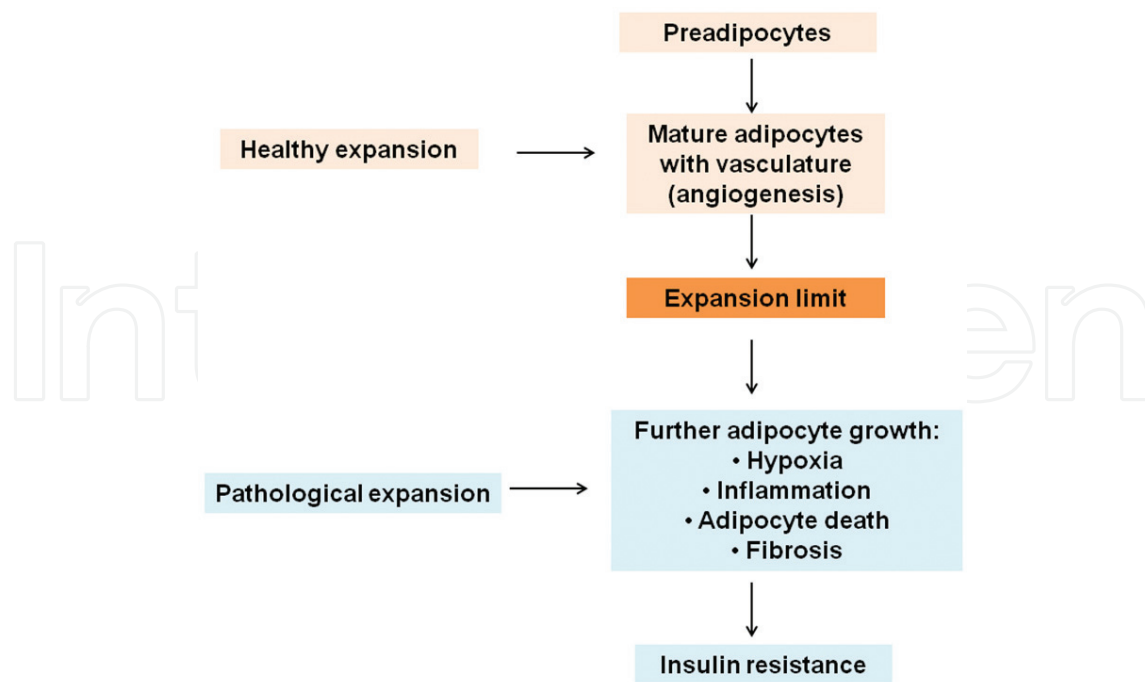 Preadipocytes
Healthy expansion
Mature adipocytes
with vasculature
(angiogenesis)
Expansion limit
Further adipocyte growth:
• Hypoxia
• Inflammation
• Adipocyte death
• Fibrosis
Pathological expansion
Insulin resistance